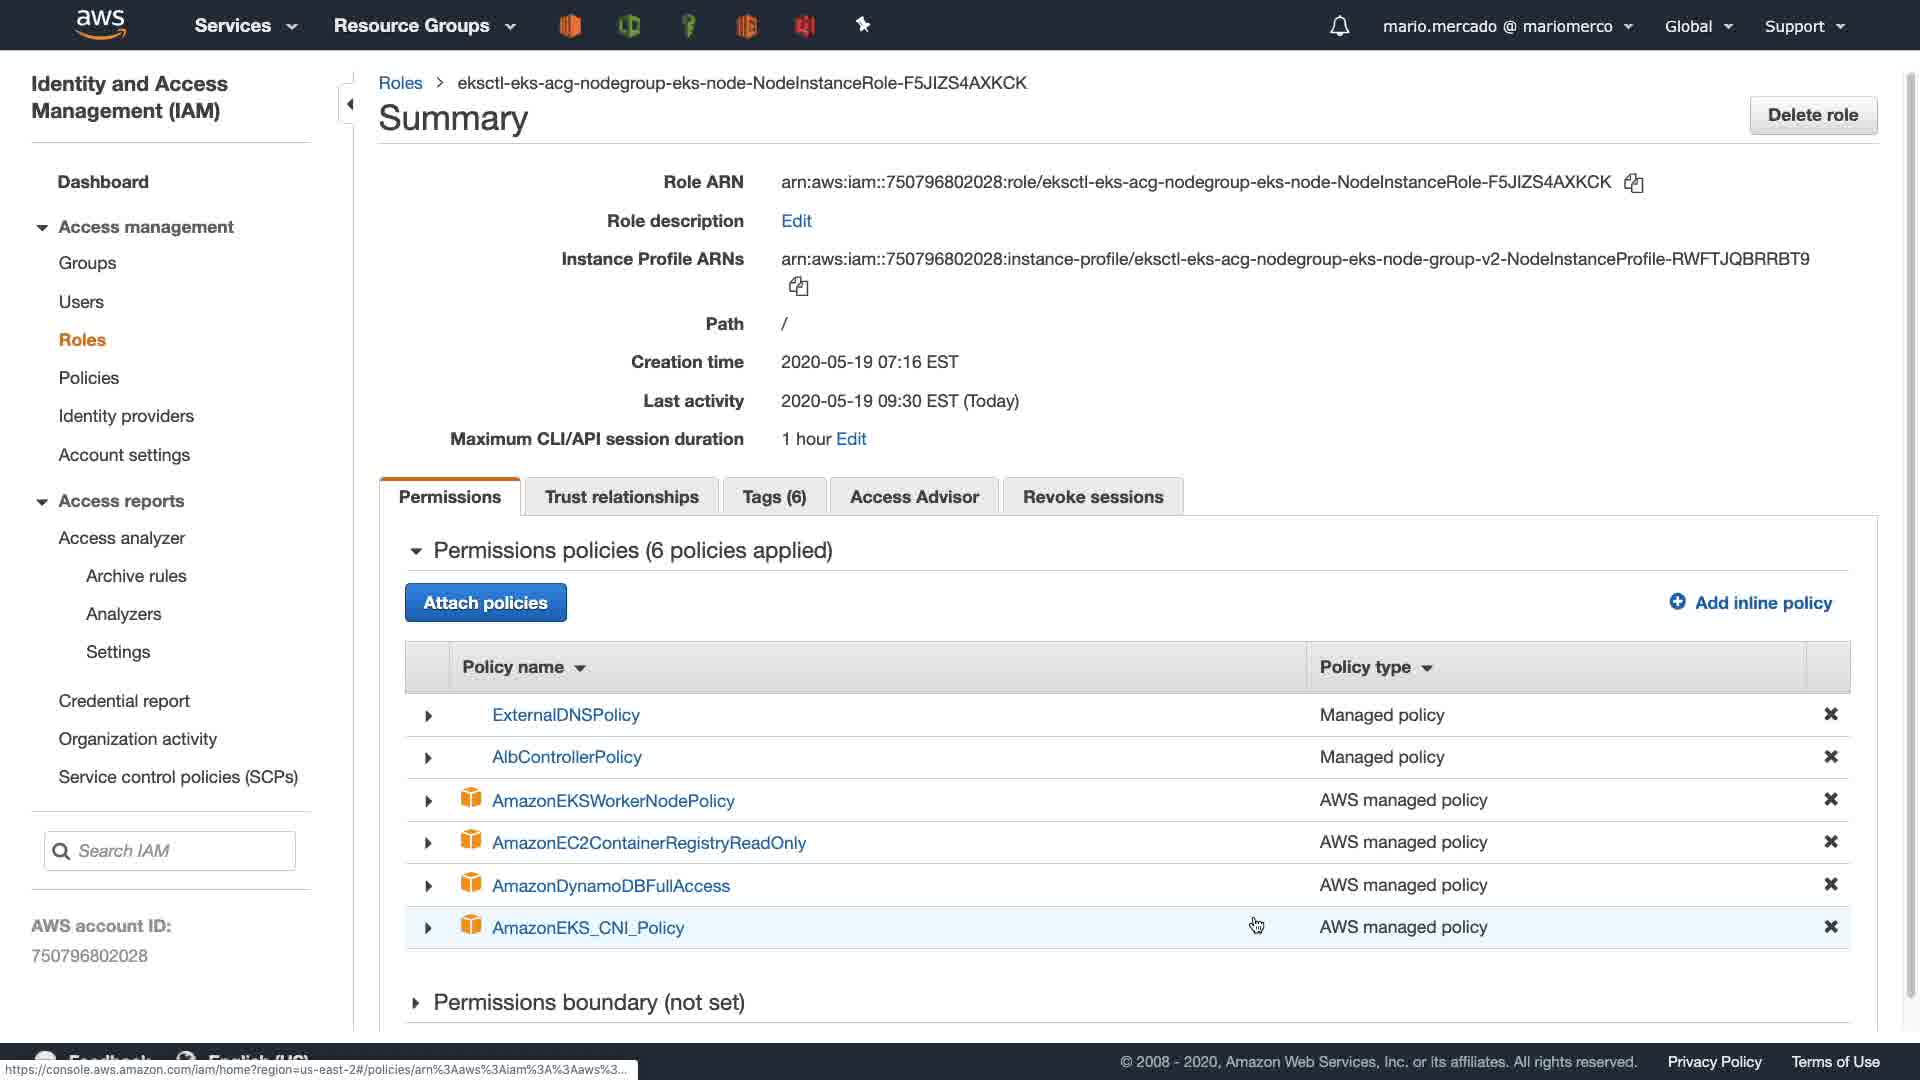 aws
Services
Resource Groups
mario.mercado @ mariomerco
Global
Support
Identity and Access
Management (IAM)
Dashboard
Access management
Groups
Users
Roles
Policies
Identity providers
Account settings
Access reports
Access analyzer
Archive rules
Analyzers
Settings
Credential report
Organization activity
Service control policies (SCPs)
Search IAM
AWS account ID:
750796802028
Roles > eksctl-eks-acg-nodegroup-eks-node-NodeInstanceRole-F5JIZS4AXKCK
Summary
Delete role
Role ARN arn:aws:iam::750796802028:role/eksctl-eks-acg-nodegroup-eks-node-NodeInstanceRole-F5JIZS4AXKCK
Role description Edit
Instance Profile ARNs arn:aws:iam::750796802028:instance-profile/eksctl-eks-acg-nodegroup-eks-node-group-v2-NodeInstanceProfile-RWFTJQBRRBT9
Path /
Creation time 2020-05-19 07:16 EST
Last activity 2020-05-19 09:30 EST (Today)
Maximum CLI/API session duration 1 hour Edit
Permissions
Trust relationships
Tags (6)
Access Advisor
Revoke sessions
Permissions policies (6 policies applied)
Attach policies
Add inline policy
Policy name Policy type
ExternalDNSPolicy Managed policy
AlbControllerPolicy Managed policy
AmazonEKSWorkerNodePolicy AWS managed policy
AmazonEC2ContainerRegistryReadOnly AWS managed policy
AmazonDynamoDBFullAccess AWS managed policy
AmazonEKS_CNI_Policy AWS managed policy
Permissions boundary (not set)
Feedback English (US)
https://console.aws.amazon.com/iam/home?region=us-east-2#/policies/arn%3Aaws%3Aiam%3A%3Aaws%3...
© 2008 - 2020, Amazon Web Services, Inc. or its affiliates. All rights reserved.
Privacy Policy
Terms of Use